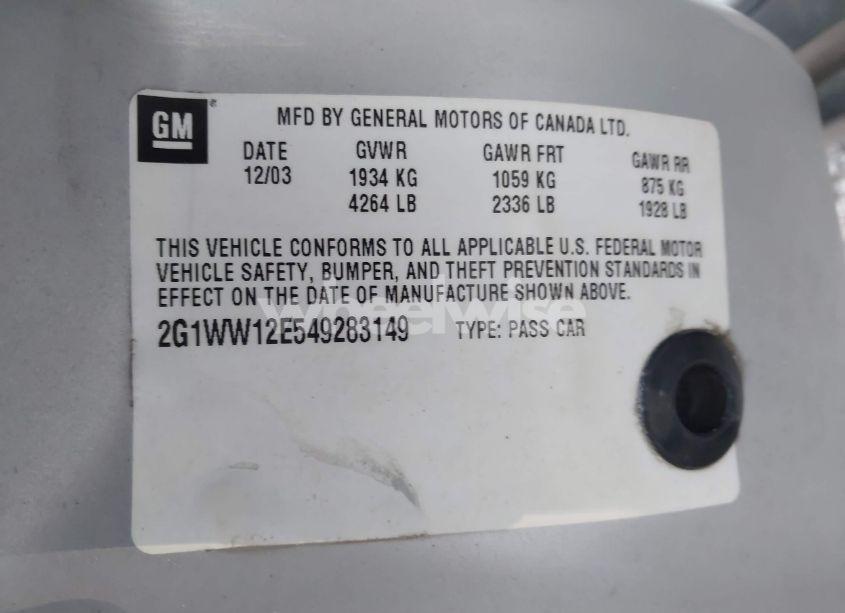 GM
MFD BY GENERAL MOTORS OF CANADA LTD.
DATE GVWR GAWR FRT GAWR RR
12/03 1934 KG 1059 KG 875 KG
4264 LB 2336 LB 1928 LB
THIS VEHICLE CONFORMS TO ALL APPLICABLE U.S. FEDERAL MOTOR
VEHICLE SAFETY, BUMPER, AND THEFT PREVENTION STANDARDS IN
EFFECT ON THE DATE OF MANUFACTURE SHOWN ABOVE.
wheelwise
2G1WW12E549283149 TYPE: PASS CAR